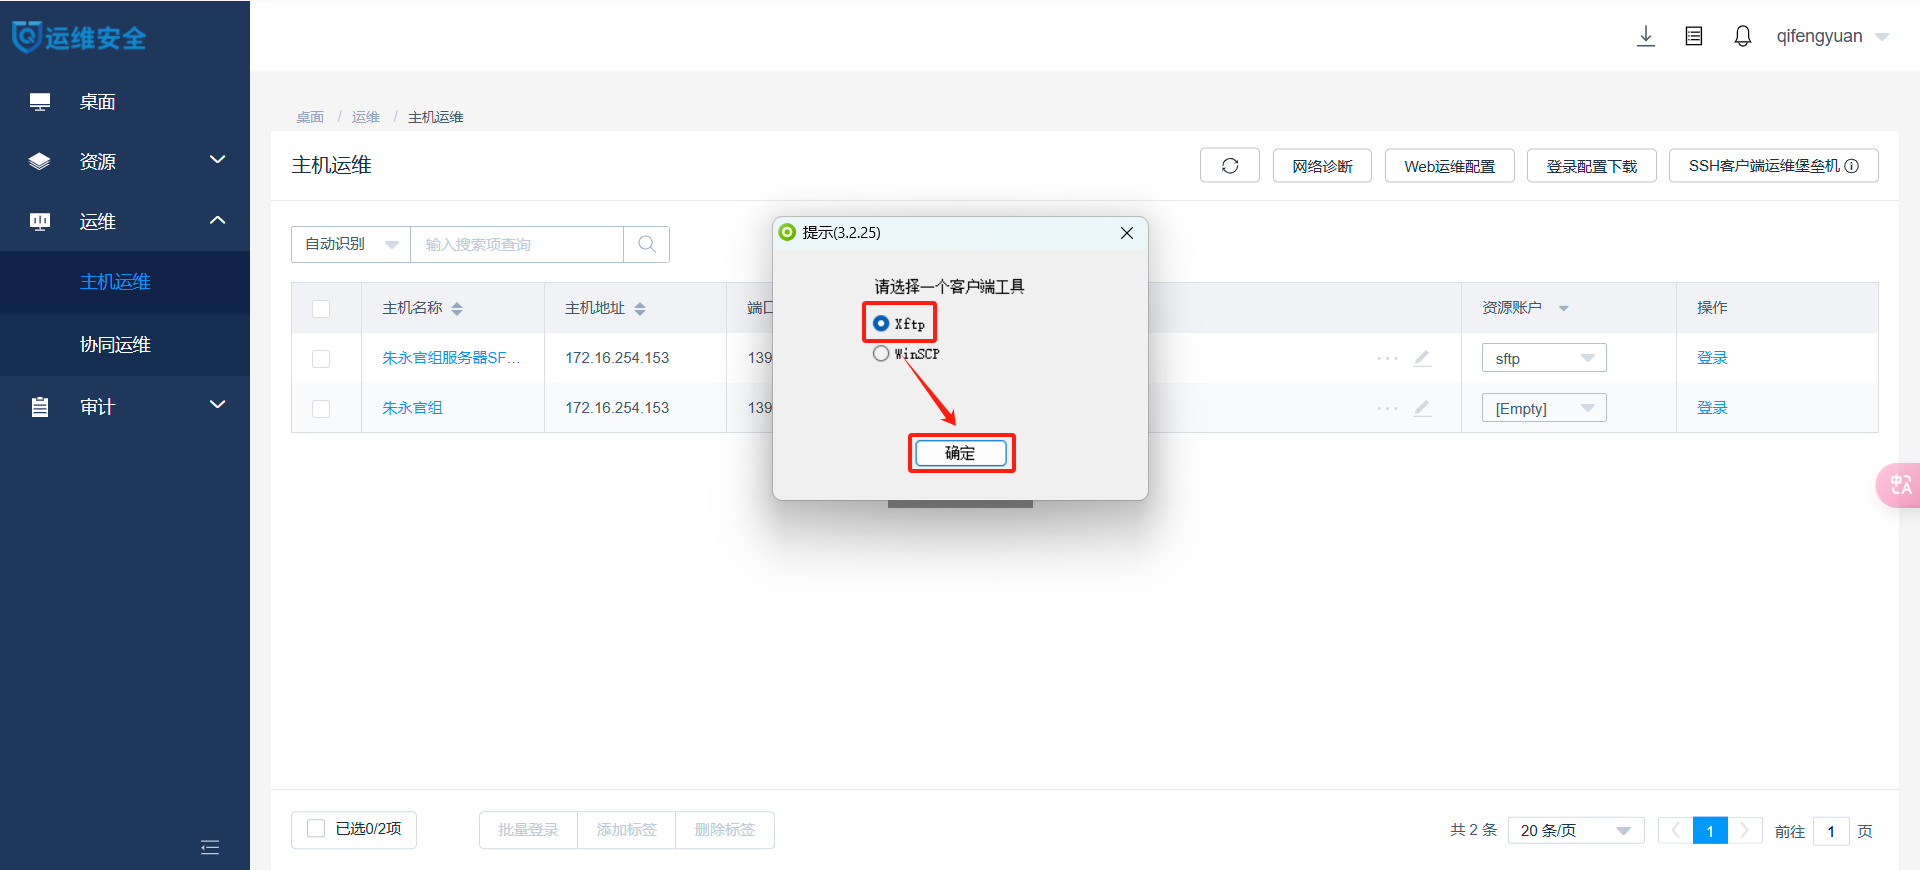 运维安全
qifengyuan
桌面
资源
运维
主机运维
协同运维
审计
桌面 / 运维 / 主机运维
主机运维
网络诊断
Web运维配置
登录配置下载
SSH客户端运维堡垒机
自动识别
输入搜索项查询
主机名称
主机地址
端口
资源账户
操作
朱永官组服务器SF...
172.16.254.153
139
sftp
登录
朱永官组
172.16.254.153
139
[Empty]
登录
提示(3.2.25)
请选择一个客户端工具
Xftp
WinSCP
确定
中A
已选0/2项
批量登录
添加标签
删除标签
共 2 条
20 条/页
1
前往 1 页